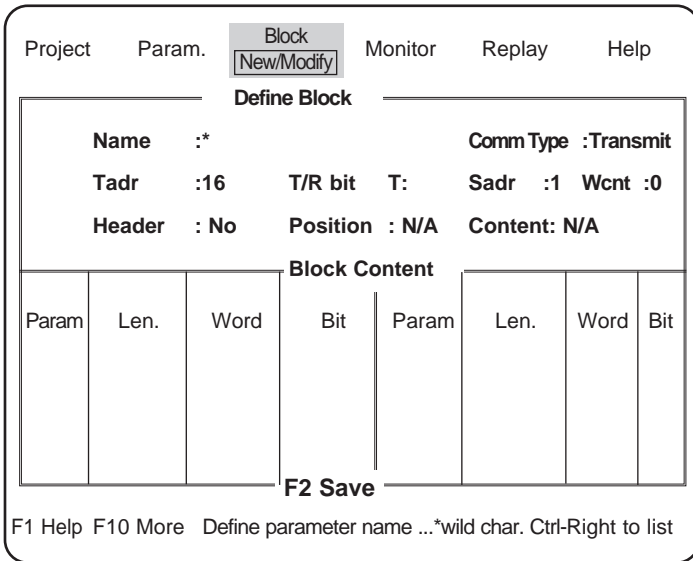 Project Param. Block Monitor Replay Help
New/Modify
Define Block
Name :* Comm Type :Transmit
Tadr :16 T/R bit T: Sadr :1 Wcnt :0
Header : No Position : N/A Content: N/A
Block Content
Param Len. Word Bit Param Len. Word Bit
F2 Save
F1 Help F10 More Define parameter name ...*wild char. Ctrl-Right to list